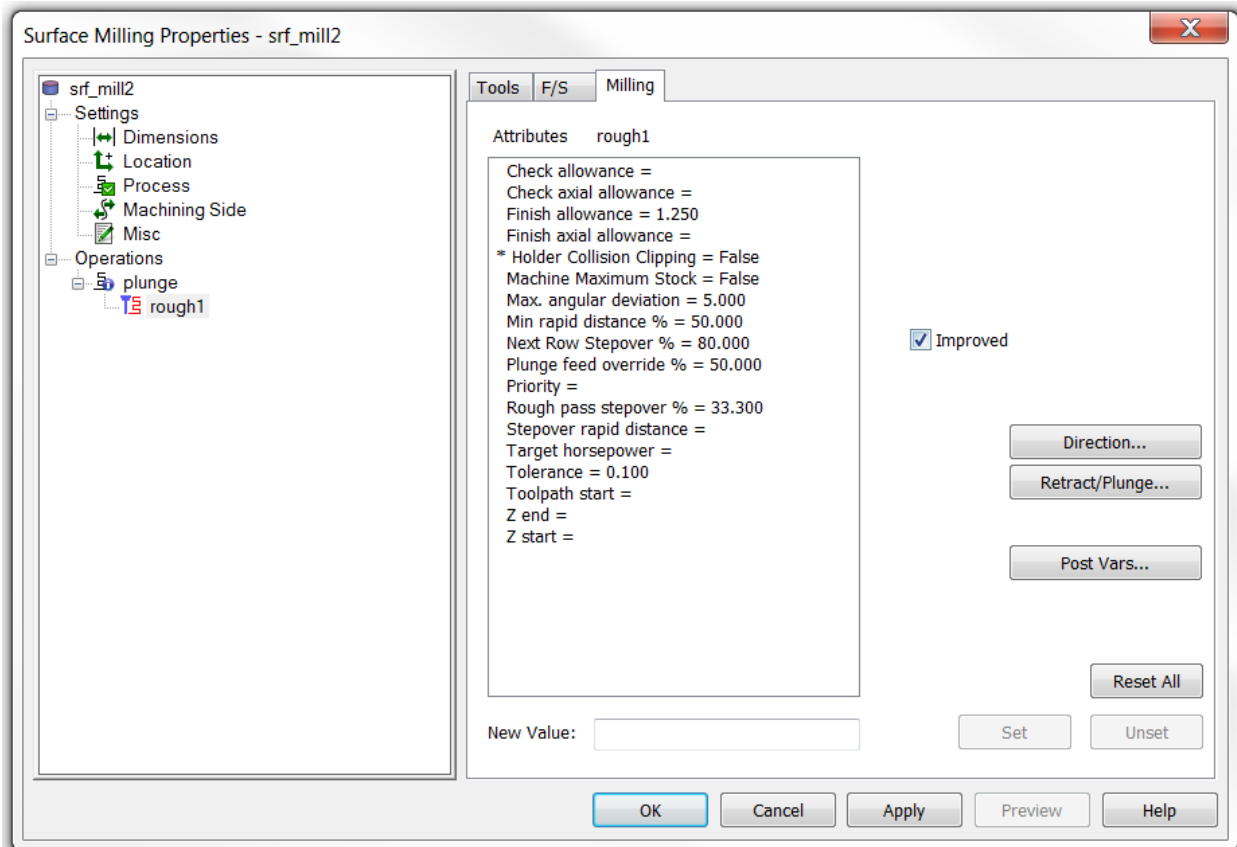 Surface Milling Properties - srf_mill2
srf_mill2
Settings
Dimensions
Location
Process
Machining Side
Misc
Operations
plunge
rough1
Tools F/S Milling
Attributes rough1
Check allowance =
Check axial allowance =
Finish allowance = 1.250
Finish axial allowance =
* Holder Collision Clipping = False
Machine Maximum Stock = False
Max. angular deviation = 5.000
Min rapid distance % = 50.000
Next Row Stepover % = 80.000
Plunge feed override % = 50.000
Priority =
Rough pass stepover % = 33.300
Stepover rapid distance =
Target horsepower =
Tolerance = 0.100
Toolpath start =
Z end =
Z start =
Improved
Direction...
Retract/Plunge...
Post Vars...
Reset All
New Value:
Set Unset
OK Cancel Apply Preview Help